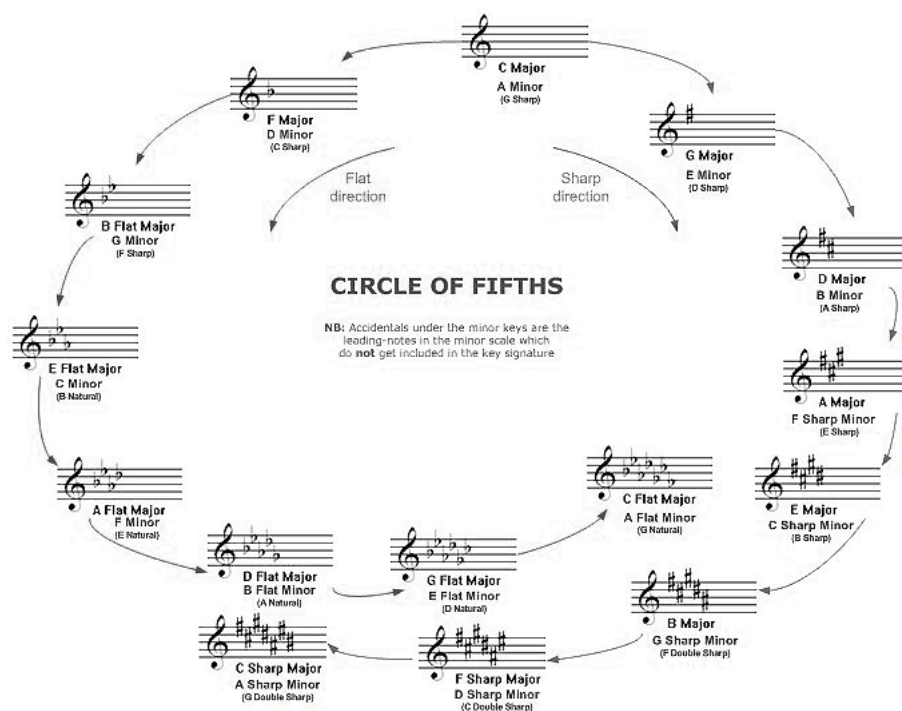 C Major
A Minor
(G Sharp)
F Major
D Minor
(C Sharp)
G Major
E Minor
(D Sharp)
Flat
direction
Sharp
direction
B Flat Major
G Minor
(F Sharp)
D Major
B Minor
(A Sharp)
CIRCLE OF FIFTHS
NB: Accidentals under the minor keys are the
leading-notes in the minor scale which
do not get included in the key signature
E Flat Major
C Minor
(B Natural)
A Major
F Sharp Minor
(E Sharp)
A Flat Major
F Minor
(E Natural)
C Flat Major
A Flat Minor
(G Natural)
E Major
C Sharp Minor
(B Sharp)
D Flat Major
B Flat Minor
(A Natural)
G Flat Major
E Flat Minor
(D Natural)
B Major
G Sharp Minor
(F Double Sharp)
C Sharp Major
A Sharp Minor
(G Double Sharp)
F Sharp Major
D Sharp Minor
(C Double Sharp)